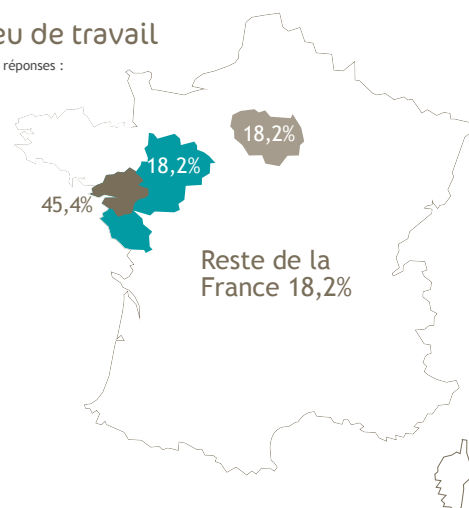 eu de travail
réponses :
18,2%
18,2%
45,4%
Reste de la
France 18,2%